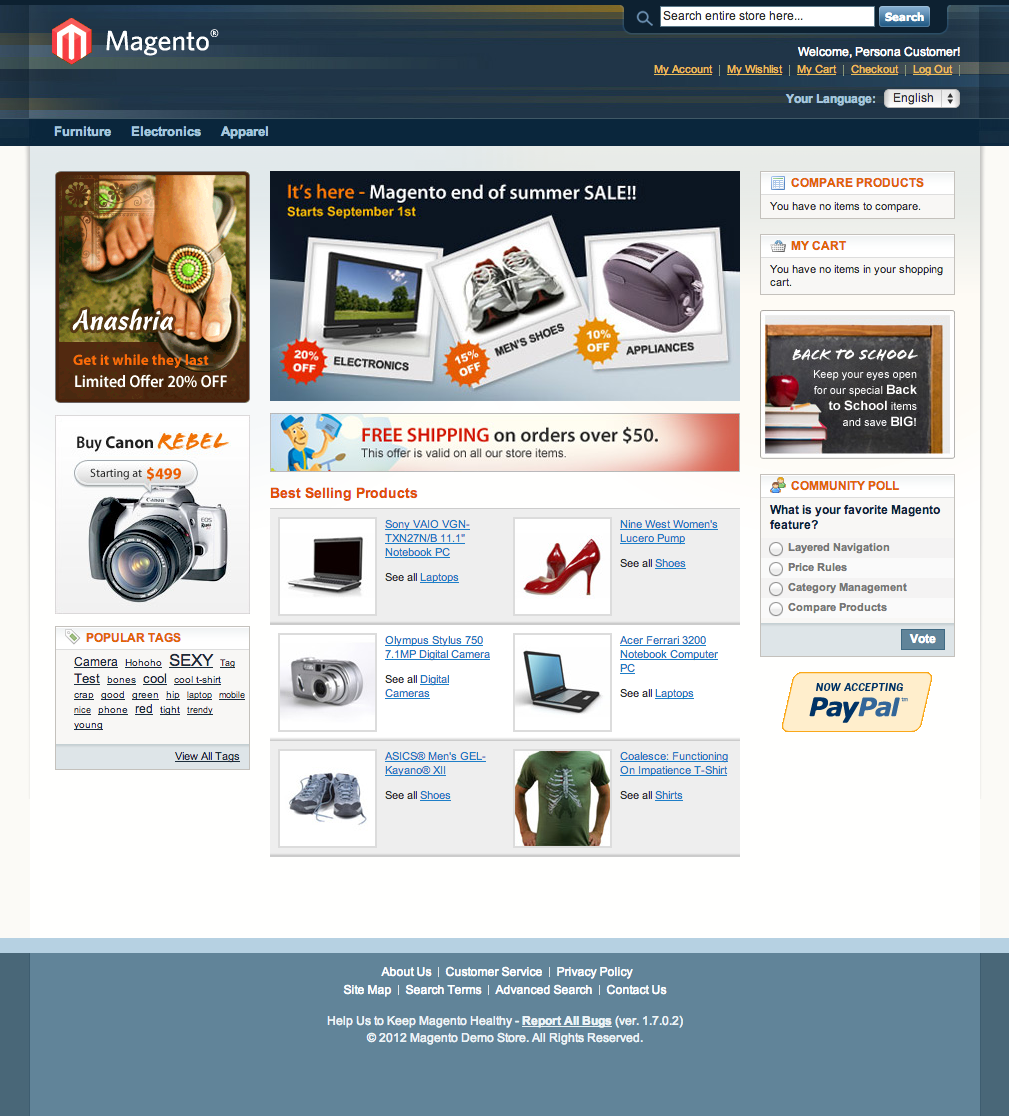 Search entire store here...
Search
Magento®
Welcome, Persona Customer!
My Account | My Wishlist | My Cart | Checkout | Log Out |
Your Language: English
Furniture Electronics Apparel
Anashria
Get it while they last
Limited Offer 20% OFF
Buy Canon REBEL
Starting at $499
Canon
EOS
POPULAR TAGS
Camera Hohoho SEXY Tag
Test bones cool cool t-shirt
crap good green hip laptop mobile
nice phone red tight trendy
young
View All Tags
It's here - Magento end of summer SALE!!
Starts September 1st
20% OFF
ELECTRONICS
15% OFF
MEN'S SHOES
10% OFF
APPLIANCES
FREE SHIPPING on orders over $50.
This offer is valid on all our store items.
Best Selling Products
Sony VAIO VGN-
TXN27N/B 11.1"
Notebook PC
See all Laptops
Nine West Women's
Lucero Pump
See all Shoes
Olympus Stylus 750
7.1MP Digital Camera
See all Digital
Cameras
Acer Ferrari 3200
Notebook Computer
PC
See all Laptops
ASICS® Men's GEL-
Kayano® XII
See all Shoes
Coalesce: Functioning
On Impatience T-Shirt
See all Shirts
COMPARE PRODUCTS
You have no items to compare.
MY CART
You have no items in your shopping
cart.
BACK TO SCHOOL
Keep your eyes open
for our special Back
to School items
and save BIG!
COMMUNITY POLL
What is your favorite Magento
feature?
Layered Navigation
Price Rules
Category Management
Compare Products
Vote
NOW ACCEPTING
PayPal™
About Us | Customer Service | Privacy Policy
Site Map | Search Terms | Advanced Search | Contact Us
Help Us to Keep Magento Healthy - Report All Bugs (ver. 1.7.0.2)
© 2012 Magento Demo Store. All Rights Reserved.